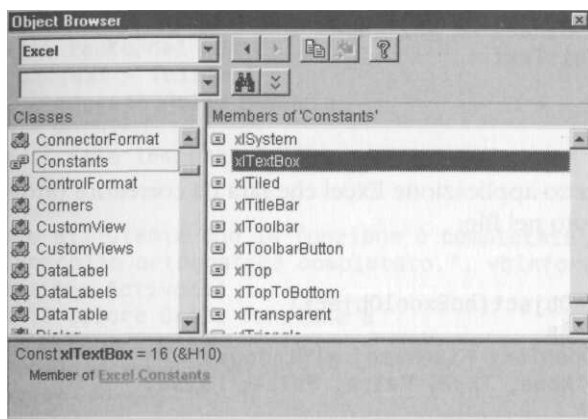 Object Browser
Excel
Classes
Members of 'Constants'
ConnectorFormat
Constants
ControlFormat
Corners
CustomView
CustomViews
DataLabel
DataLabels
DataTable
xlSystem
xlTextBox
xlTiled
xlTitleBar
xlToolbar
xlToolbarButton
xlTop
xlTopToBottom
xlTransparent
xlTriangle
Const xlTextBox = 16 (&H10)
Member of Excel.Constants